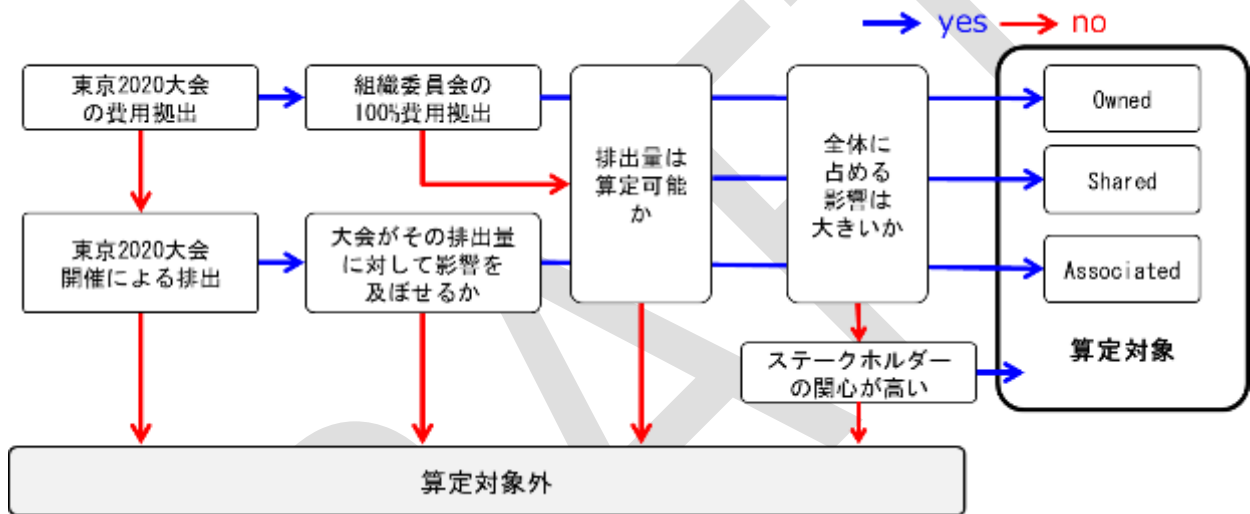 yes
no
東京2020大会
の費用拠出
組織委員会の
100%費用拠出
排出量は
算定可能
か
全体に
占める
影響は
大きいか
Owned
Shared
Associated
算定対象
東京2020大会
開催による排出
大会がその排出量
に対して影響を
及ぼせるか
ステークホルダー
の関心が高い
算定対象外